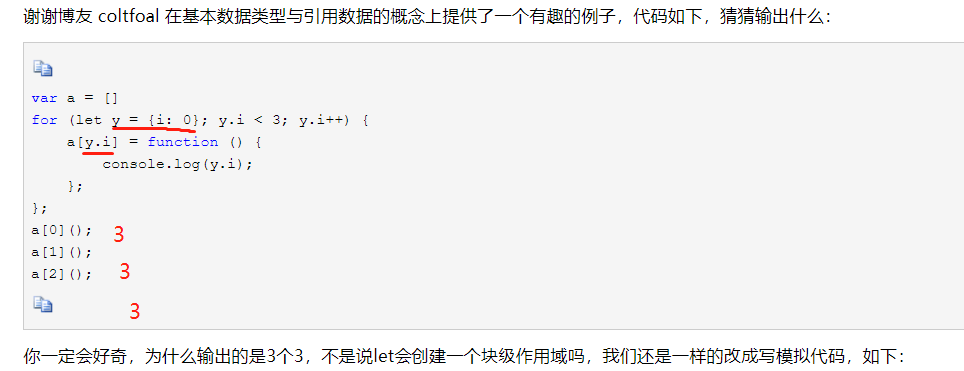 谢谢博友 coltfoal 在基本数据类型与引用数据的概念上提供了一个有趣的例子，代码如下，猜猜输出什么：
var a = []
for (let y = {i: 0}; y.i < 3; y.i++) {
    a[y.i] = function () {
        console.log(y.i);
    };
};
a[0](); 3
a[1]();
3
a[2]();
3
你一定会好奇，为什么输出的是3个3，不是说let会创建一个块级作用域吗，我们还是一样的改成写模拟代码，如下：